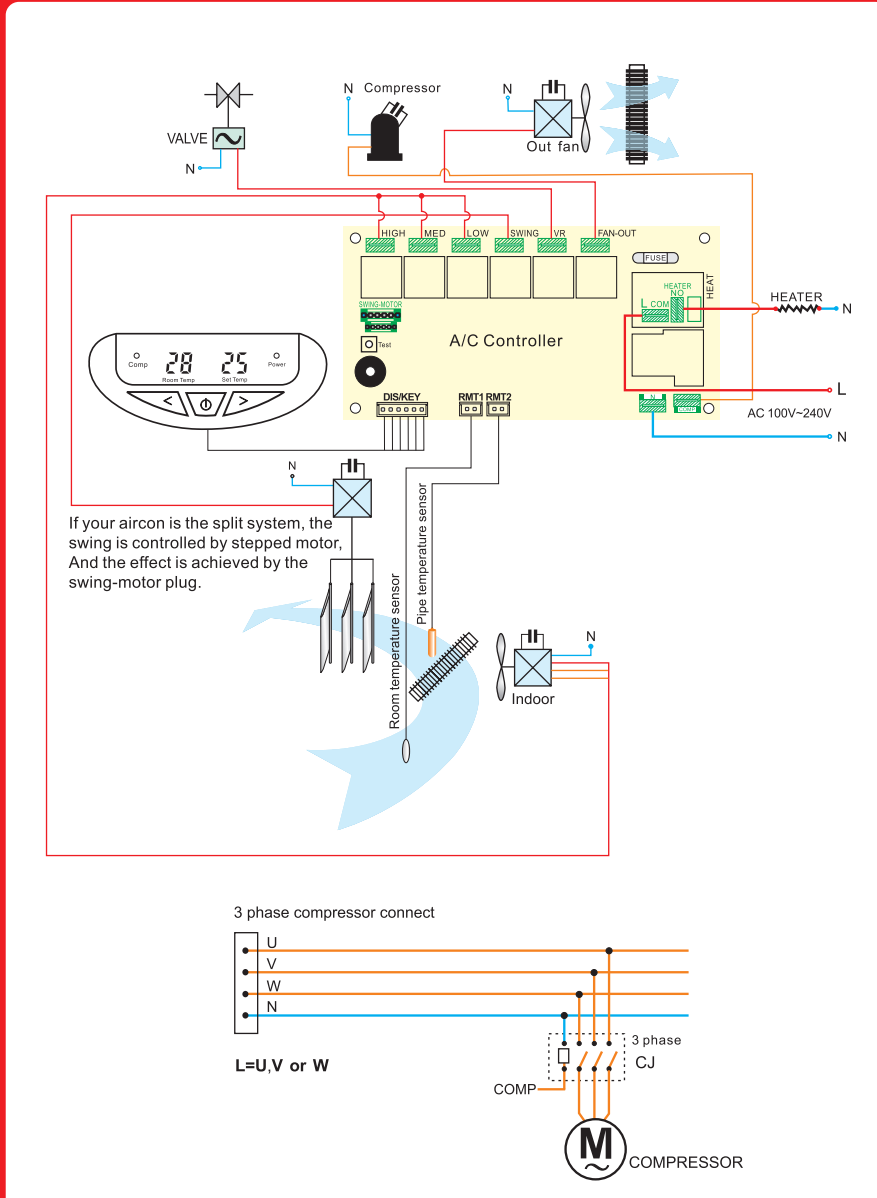 N Compressor
N
VALVE
N
Out fan
HIGH MED LOW SWING VR FAN-OUT
FUSE
SWING-MOTOR
HEATER
NO
L COM
HEAT
HEATER
N
Test
A/C Controller
Comp 28 25 Power
Room Temp Set Temp
< >
DIS/KEY RMT1 RMT2
N
COMP
L
AC 100V~240V
N
N
If your aircon is the split system, the
swing is controlled by stepped motor,
And the effect is achieved by the
swing-motor plug.
Room temperature sensor
Pipe temperature sensor
N
Indoor
3 phase compressor connect
U
V
W
N
L=U,V or W
3 phase
CJ
COMP
M
~
COMPRESSOR